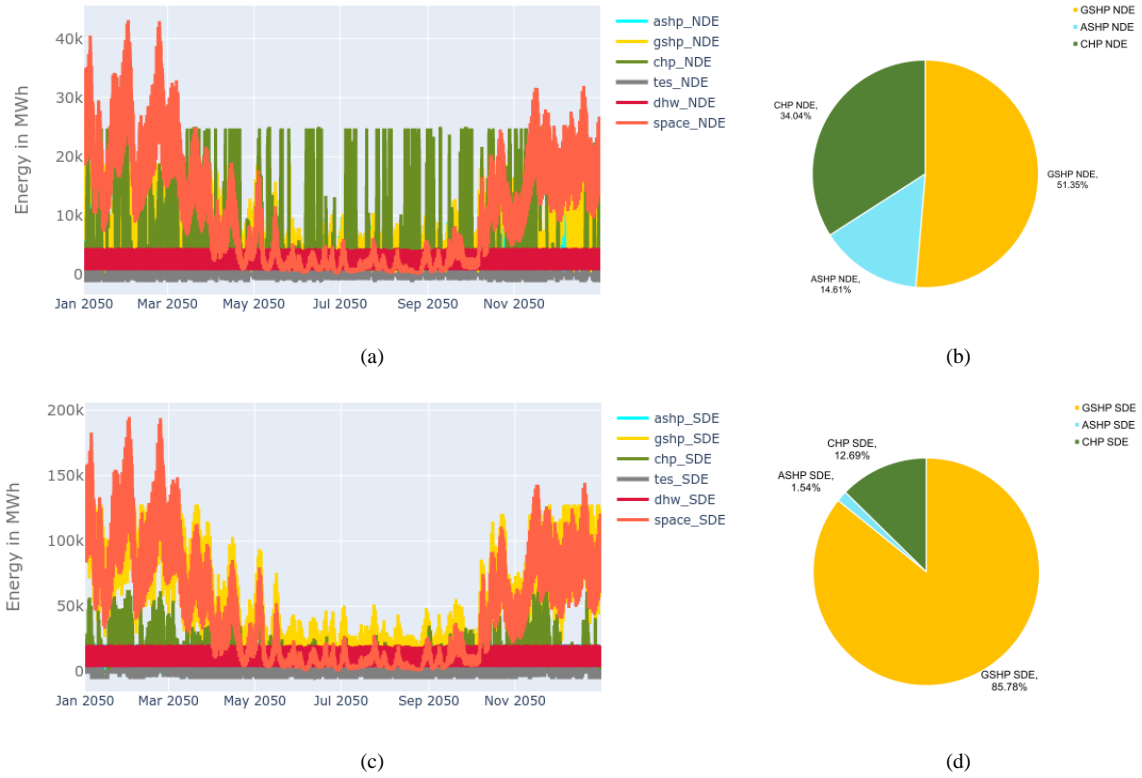 Energy in MWh
40k
30k
20k
10k
0
Jan 2050
Mar 2050
May 2050
Jul 2050
Sep 2050
Nov 2050
ashp_NDE
gshp_NDE
chp_NDE
tes_NDE
dhw_NDE
space_NDE
(a)
GSHP NDE
ASHP NDE
CHP NDE
CHP NDE,
34.04%
GSHP NDE,
51.35%
ASHP NDE,
14.61%
(b)
Energy in MWh
200k
150k
100k
50k
0
Jan 2050
Mar 2050
May 2050
Jul 2050
Sep 2050
Nov 2050
ashp_SDE
gshp_SDE
chp_SDE
tes_SDE
dhw_SDE
space_SDE
(c)
GSHP SDE
ASHP SDE
CHP SDE
CHP SDE,
12.69%
ASHP SDE,
1.54%
GSHP SDE,
85.78%
(d)